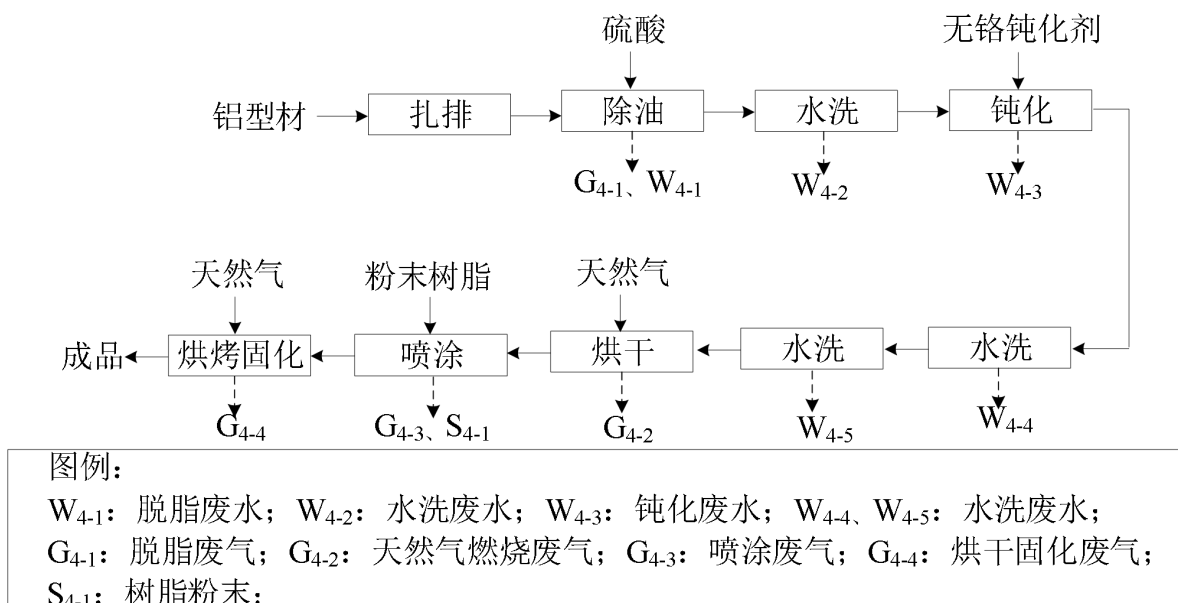 硫酸 无铬钝化剂
铝型材 扎排 除油 水洗 钝化
G4-1、W4-1 W4-2 W4-3
天然气 粉末树脂 天然气
成品 烘烤固化 喷涂 烘干 水洗 水洗
G4-4 G4-3、S4-1 G4-2 W4-5 W4-4
图例：
W4-1：脱脂废水；W4-2：水洗废水；W4-3：钝化废水；W4-4、W4-5：水洗废水；
G4-1：脱脂废气；G4-2：天然气燃烧废气；G4-3：喷涂废气；G4-4：烘干固化废气；
S4-1：树脂粉末；